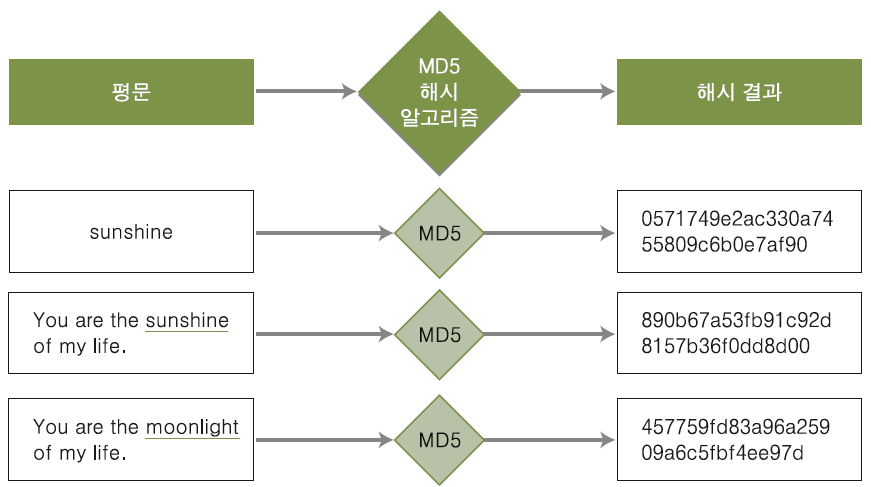 평문
MD5
해시
알고리즘
해시 결과
sunshine
MD5
0571749e2ac330a74
55809c6b0e7af90
You are the sunshine
of my life.
MD5
890b67a53fb91c92d
8157b36f0dd8d00
You are the moonlight
of my life.
MD5
457759fd83a96a259
09a6c5fbf4ee97d